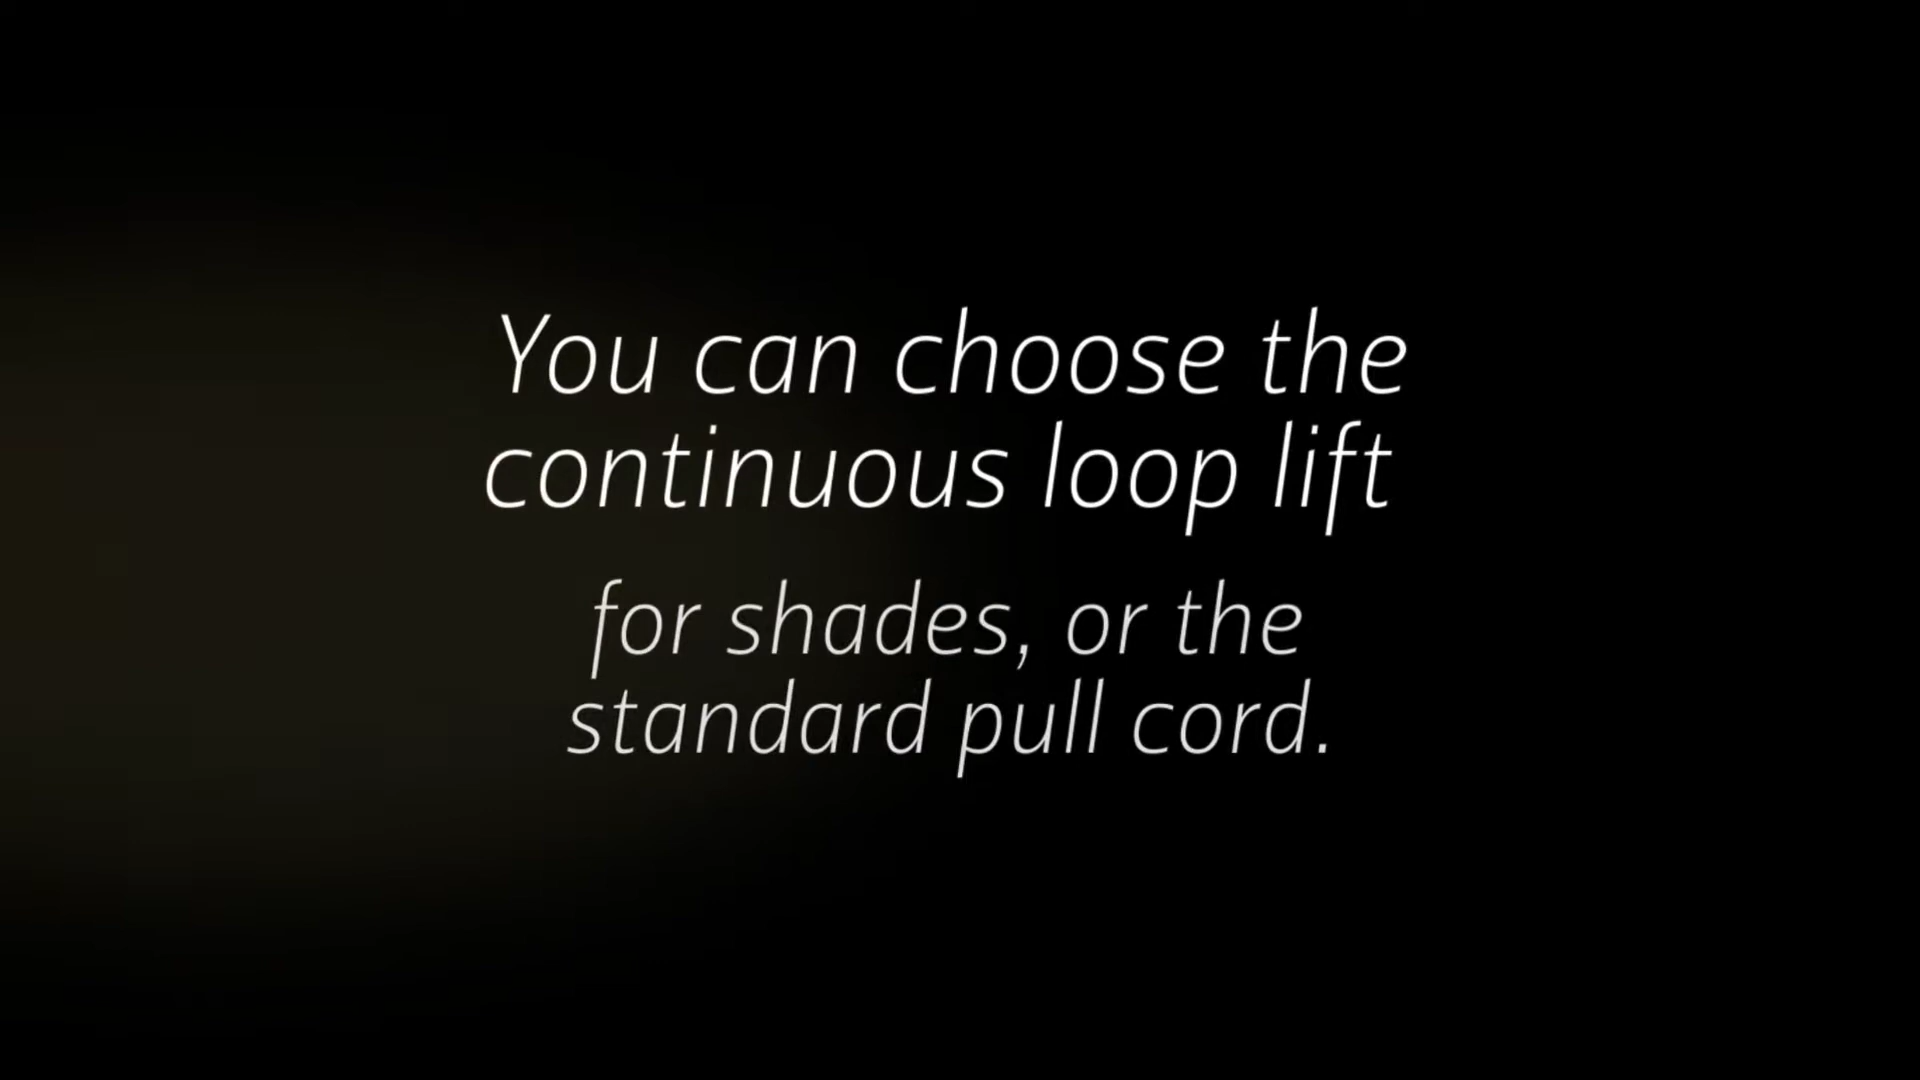 You can choose the
continuous loop lift
for shades, or the
standard pull cord.